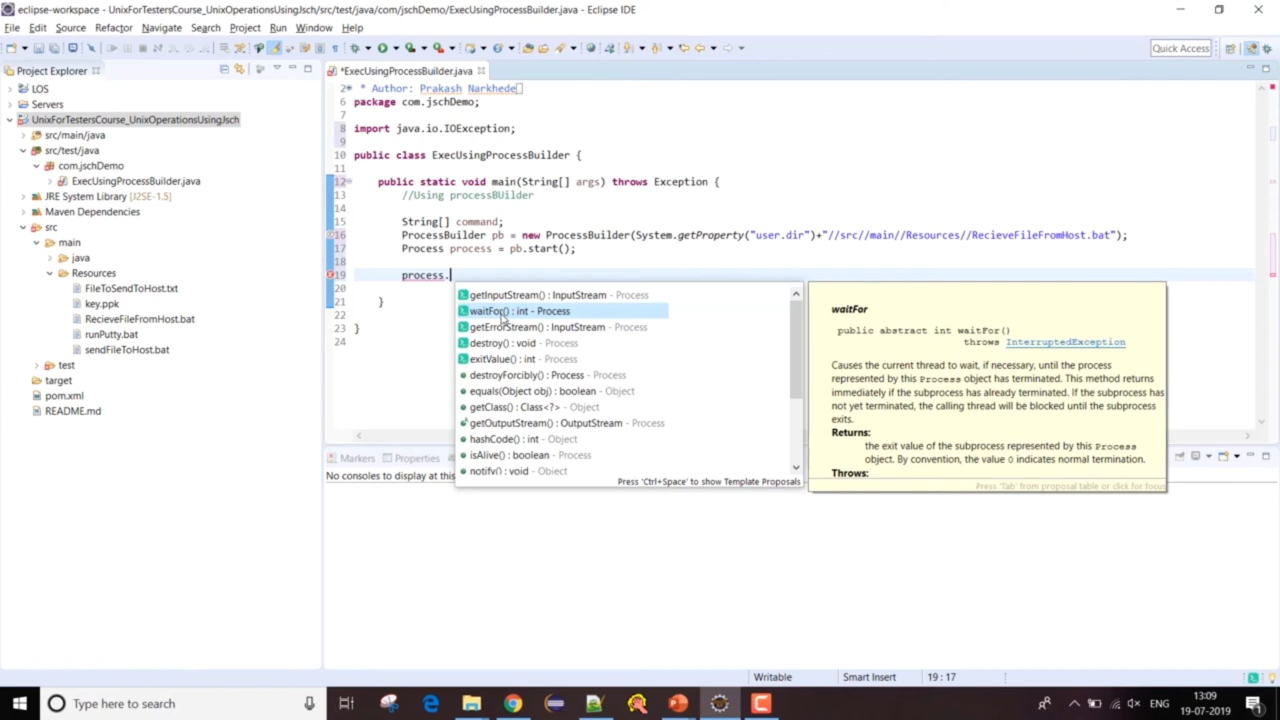 eclipse-workspace - UnixForTestersCourse_UnixOperationsUsingJsch/src/test/java/com/jschDemo/ExecUsingProcessBuilder.java - Eclipse IDE
File Edit Source Refactor Navigate Search Project Run Window Help
Quick Access
Project Explorer
*ExecUsingProcessBuilder.java
LOS
Servers
UnixForTestersCourse_UnixOperationsUsingJsch
src/main/java
src/test/java
com.jschDemo
ExecUsingProcessBuilder.java
JRE System Library [J2SE-1.5]
Maven Dependencies
src
main
java
Resources
FileToSendToHost.txt
key.ppk
RecieveFileFromHost.bat
runPutty.bat
sendFileToHost.bat
test
target
pom.xml
README.md
2 * Author: Prakash Narkhede
6 package com.jschDemo;
7
8 import java.io.IOException;
9
10 public class ExecUsingProcessBuilder {
11
12 public static void main(String[] args) throws Exception {
13 //Using processBUilder
14
15 String[] command;
16 ProcessBuilder pb = new ProcessBuilder(System.getProperty("user.dir")+"//src//main//Resources//RecieveFileFromHost.bat");
17 Process process = pb.start();
18
19 process.
20
21 }
22
23 }
24
getInputStream() : InputStream - Process
waitFor() : int - Process
getErrorStream() : InputStream - Process
destroy() : void - Process
exitValue() : int - Process
destroyForcibly() : Process - Process
equals(Object obj) : boolean - Object
getClass() : Class<?> - Object
getOutputStream() : OutputStream - Process
hashCode() : int - Object
isAlive() : boolean - Process
notify() : void - Object
Press 'Ctrl+Space' to show Template Proposals
waitFor
public abstract int waitFor()
throws InterruptedException
Causes the current thread to wait, if necessary, until the process
represented by this Process object has terminated. This method returns
immediately if the subprocess has already terminated. If the subprocess has
not yet terminated, the calling thread will be blocked until the subprocess
exits.
Returns:
the exit value of the subprocess represented by this Process
object. By convention, the value 0 indicates normal termination.
Throws:
Press 'Tab' from proposal table or click for focus
Markers Properties
No consoles to display at this
Writable Smart Insert 19 : 17
Type here to search
ENG
13:09
19-07-2019